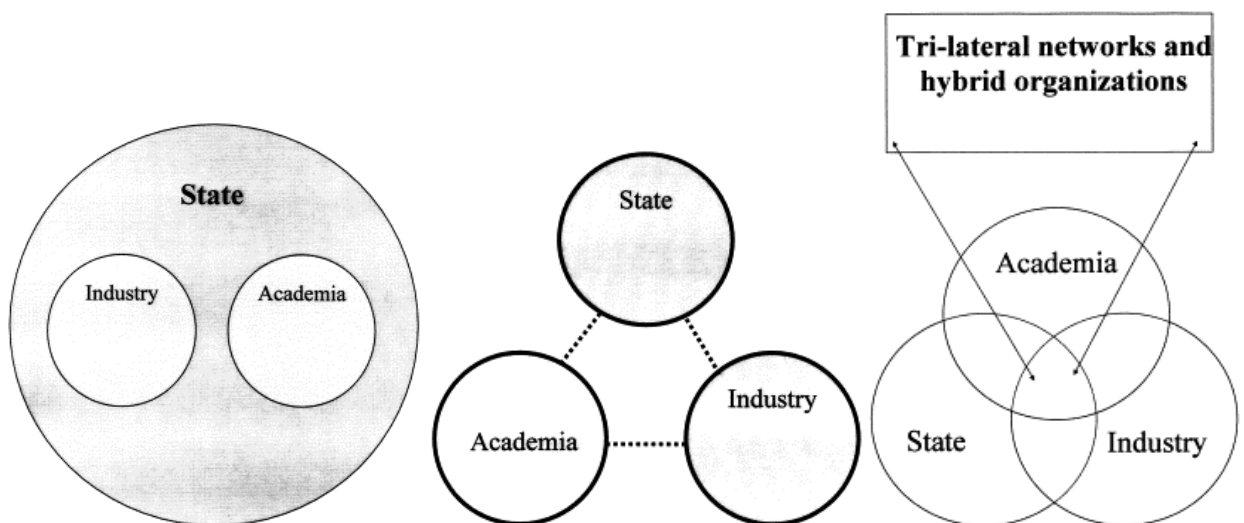 State
Industry
Academia
State
Academia
Industry
Tri-lateral networks and
hybrid organizations
Academia
State
Industry